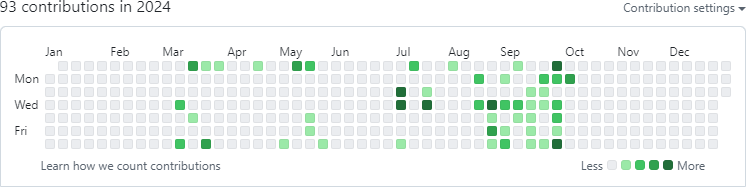 93 contributions in 2024
Contribution settings
Jan Feb Mar Apr May Jun Jul Aug Sep Oct Nov Dec
Mon
Wed
Fri
Learn how we count contributions
Less More